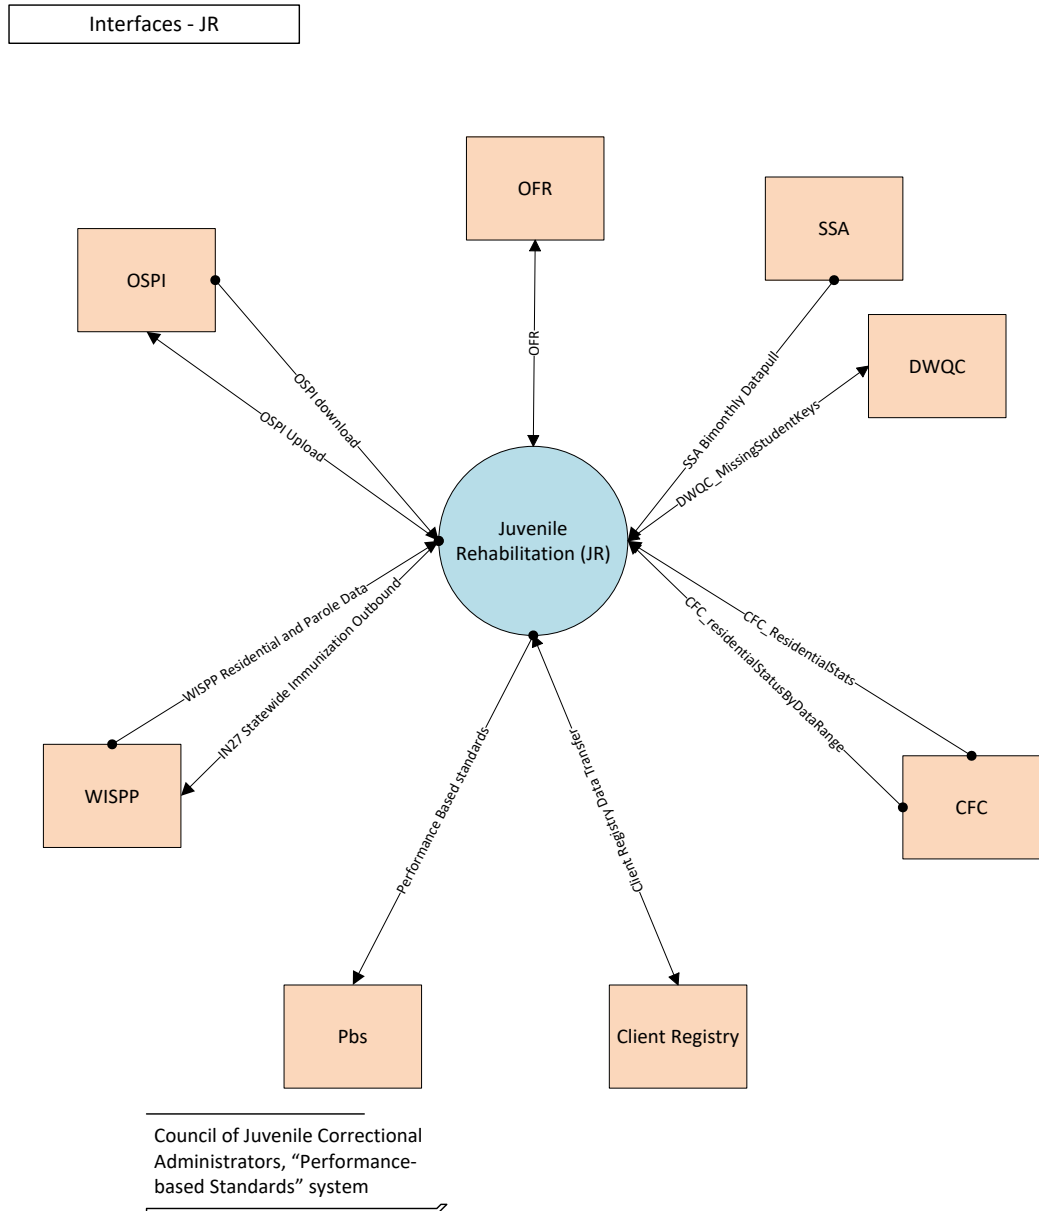 Interfaces - JR
OFR
SSA
OSPI
DWQC
OFR
OSPI download
OSPI Upload
SSA Bimonthly Datapull
DWQC_MissingStudentKeys
Juvenile
Rehabilitation (JR)
WISPP Residential and Parole Data
IN27 Statewide Immunization Outbound
CFC_ResidentialStats
CFC_residentialStatusByDataRange
Performance Based standards
Client Registry Data Transfer
WISPP
CFC
Pbs
Client Registry
Council of Juvenile Correctional
Administrators, “Performance-
based Standards” system